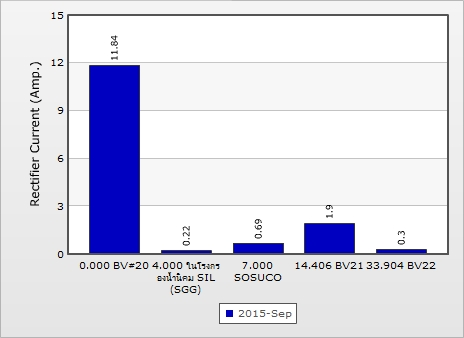 15
12
9
6
3
0
Rectifier Current (Amp.)
11.84
0.22
0.69
1.9
0.3
0.000 BV#20
4.000 ในโรงกร
องน้ำนิคม SIL
(SGG)
7.000
SOSUCO
14.406 BV21
33.904 BV22
2015-Sep